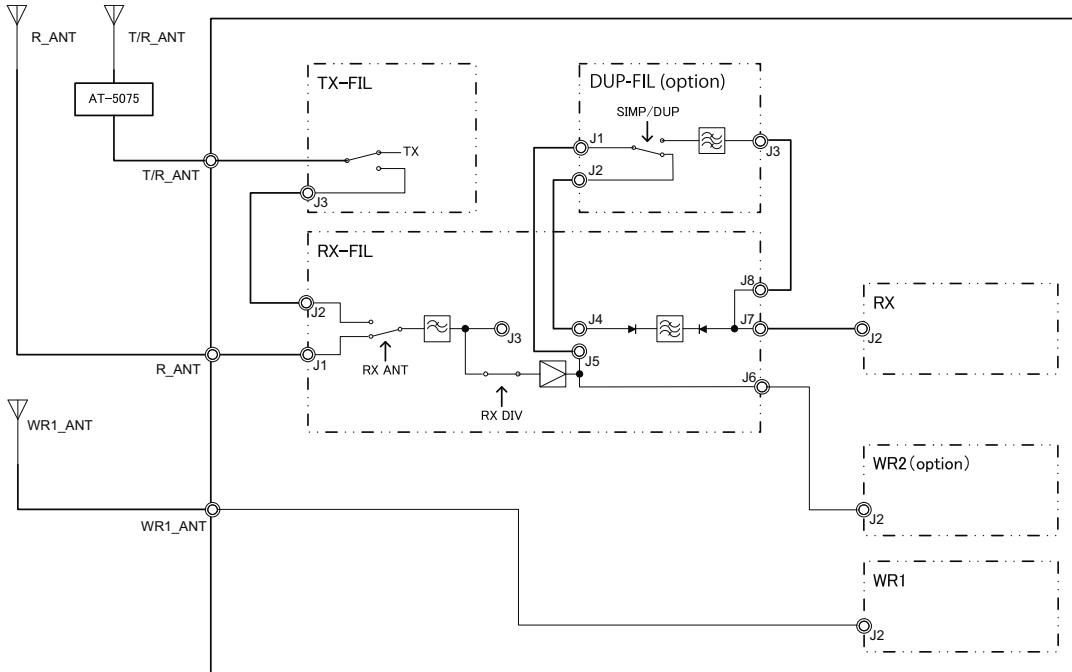 R_ANT
T/R_ANT
AT-5075
T/R_ANT
R_ANT
WR1_ANT
WR1_ANT
TX-FIL
TX
J3
DUP-FIL (option)
SIMP/DUP
J1
J2
J3
RX-FIL
J2
J1
RX ANT
J3
RX DIV
J4
J5
J8
J7
J6
RX
J2
WR2 (option)
J2
WR1
J2